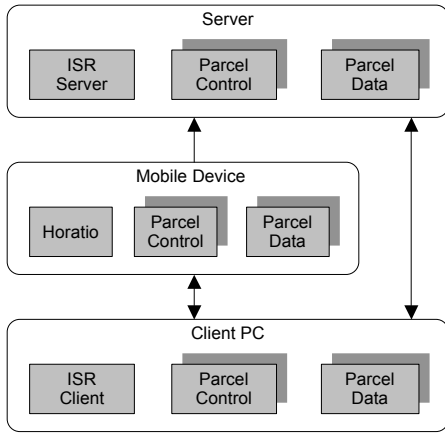 Server
ISR
Server
Parcel
Control
Parcel
Data
Mobile Device
Horatio
Parcel
Control
Parcel
Data
Client PC
ISR
Client
Parcel
Control
Parcel
Data